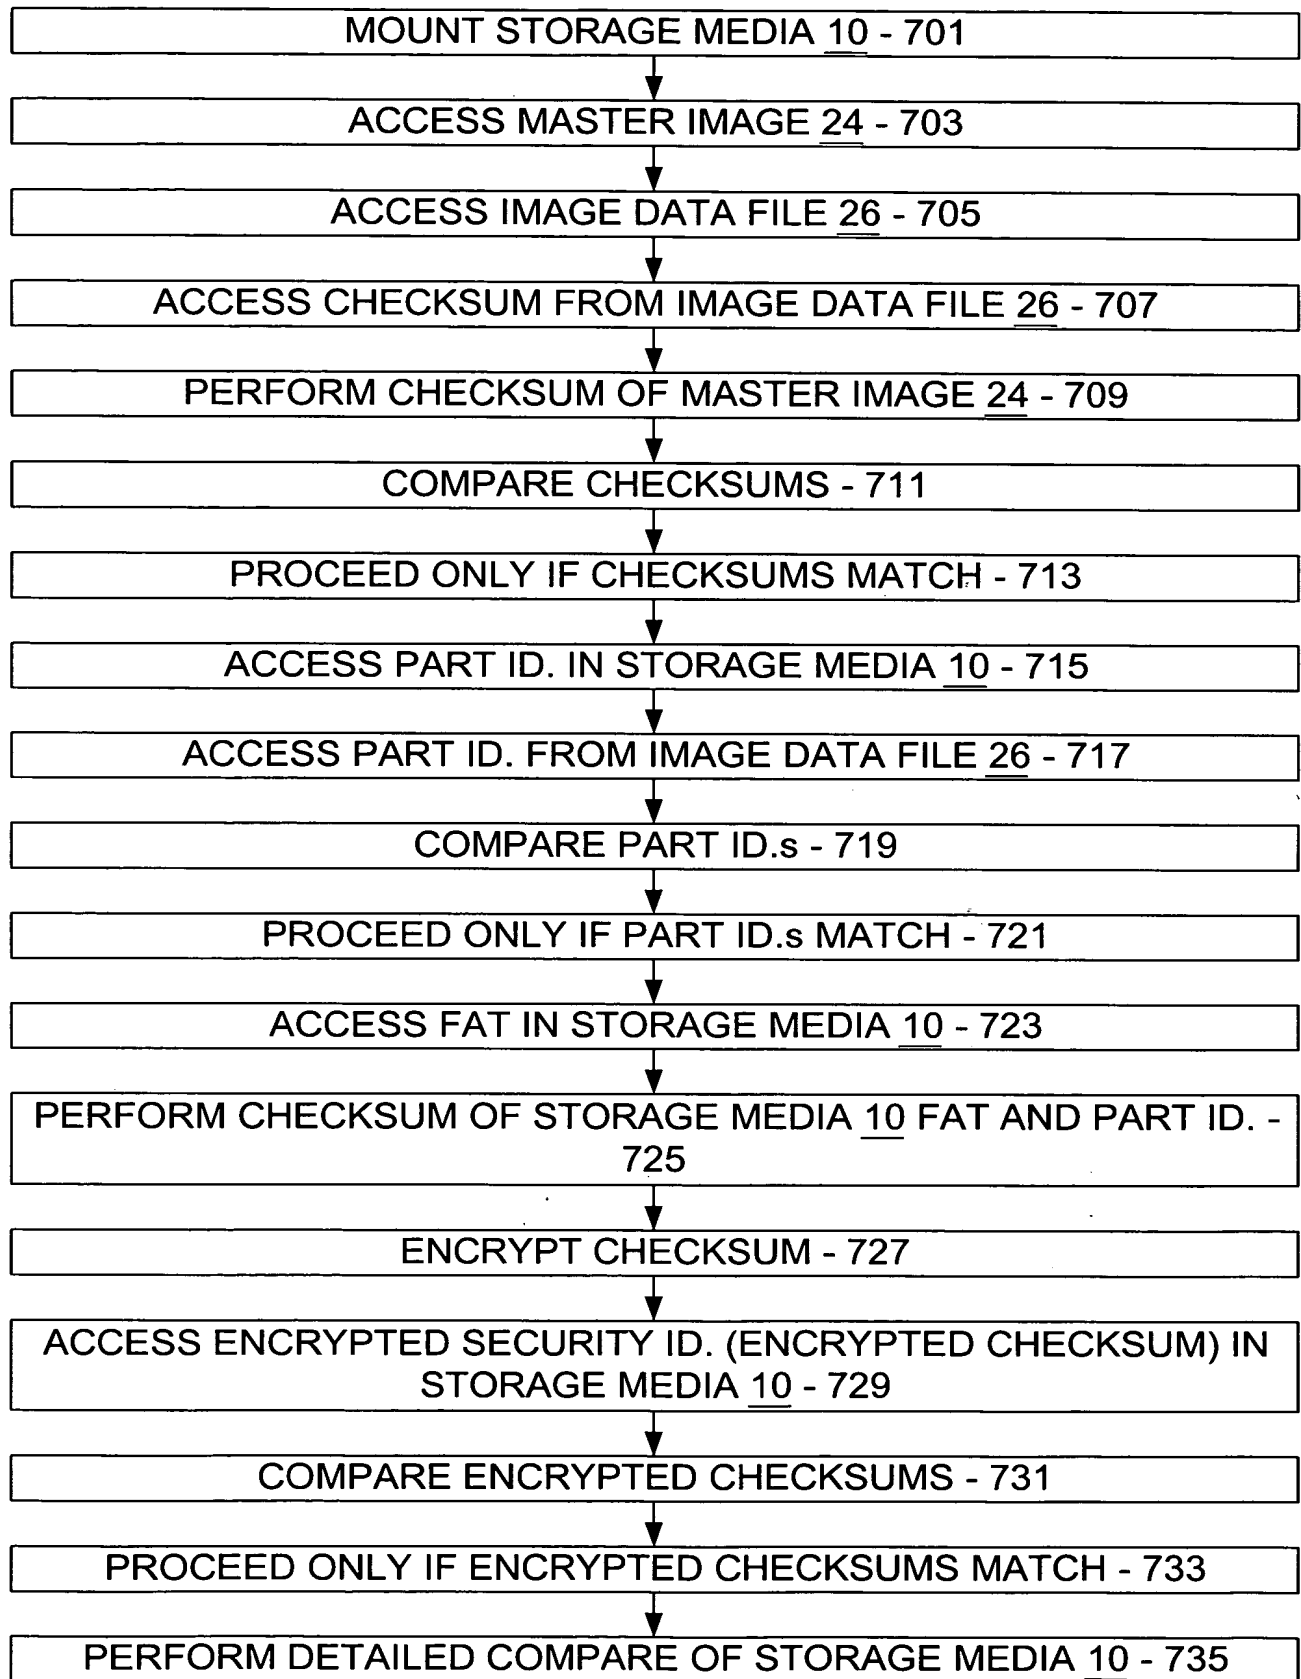 MOUNT STORAGE MEDIA 10 - 701
ACCESS MASTER IMAGE 24 - 703
ACCESS IMAGE DATA FILE 26 - 705
ACCESS CHECKSUM FROM IMAGE DATA FILE 26 - 707
PERFORM CHECKSUM OF MASTER IMAGE 24 - 709
COMPARE CHECKSUMS - 711
PROCEED ONLY IF CHECKSUMS MATCH - 713
ACCESS PART ID. IN STORAGE MEDIA 10 - 715
ACCESS PART ID. FROM IMAGE DATA FILE 26 - 717
COMPARE PART ID.s - 719
PROCEED ONLY IF PART ID.s MATCH - 721
ACCESS FAT IN STORAGE MEDIA 10 - 723
PERFORM CHECKSUM OF STORAGE MEDIA 10 FAT AND PART ID. -
725
ENCRYPT CHECKSUM - 727
ACCESS ENCRYPTED SECURITY ID. (ENCRYPTED CHECKSUM) IN
STORAGE MEDIA 10 - 729
COMPARE ENCRYPTED CHECKSUMS - 731
PROCEED ONLY IF ENCRYPTED CHECKSUMS MATCH - 733
PERFORM DETAILED COMPARE OF STORAGE MEDIA 10 - 735